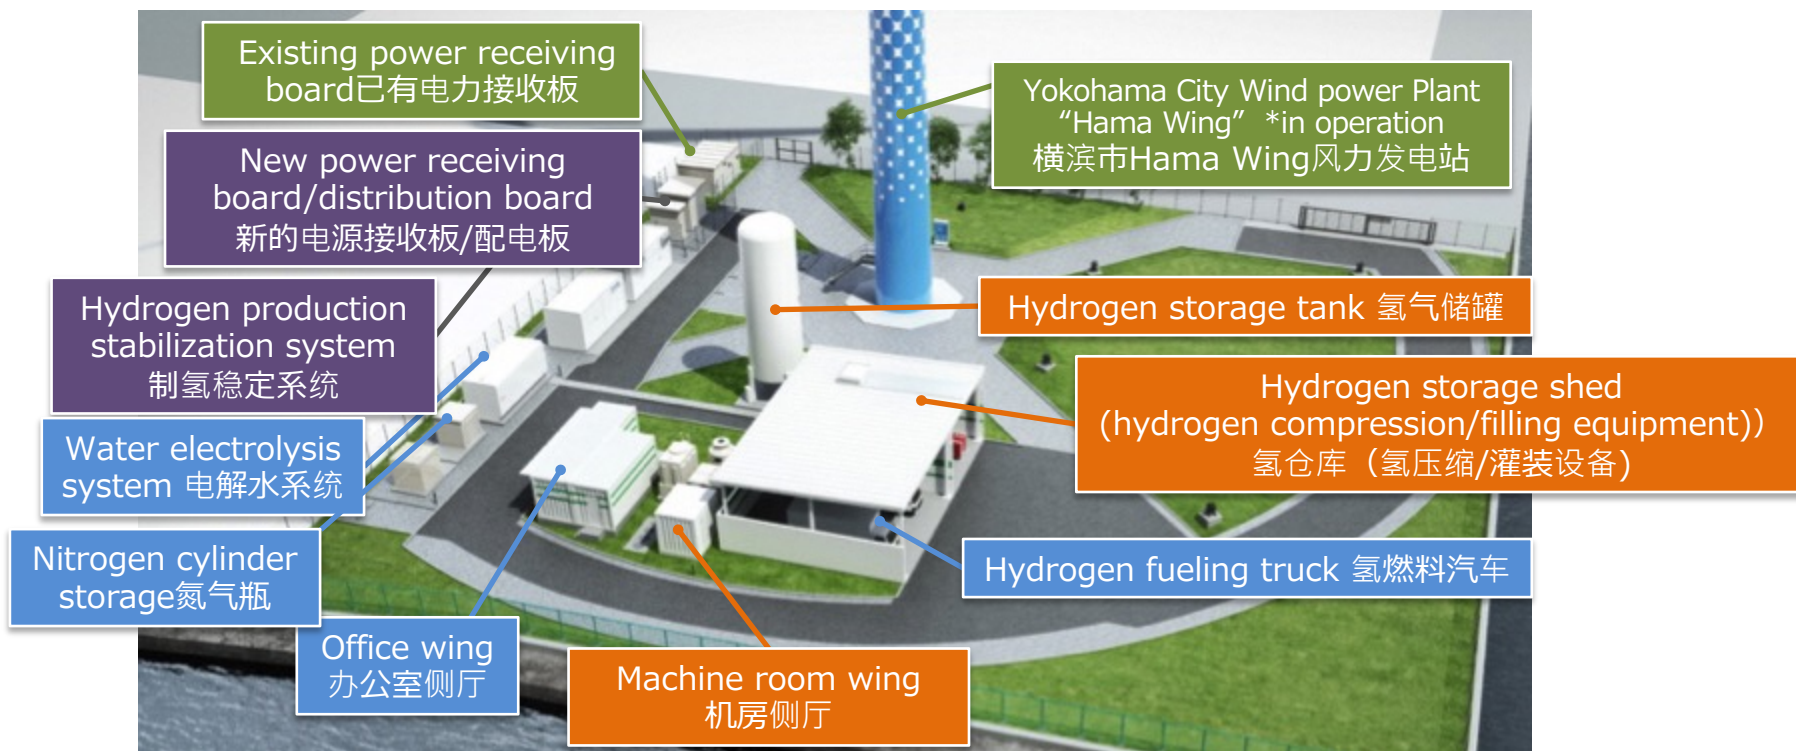 Existing power receiving
board已有电力接收板
Yokohama City Wind power Plant
“Hama Wing” *in operation
横滨市Hama Wing风力发电站
New power receiving
board/distribution board
新的电源接收板/配电板
Hydrogen production
stabilization system
制氢稳定系统
Hydrogen storage tank 氢气储罐
Hydrogen storage shed
(hydrogen compression/filling equipment)）
氢仓库（氢压缩/灌装设备)
Water electrolysis
system 电解水系统
Nitrogen cylinder
storage氮气瓶
Hydrogen fueling truck 氢燃料汽车
Office wing
办公室侧厅
Machine room wing
机房侧厅